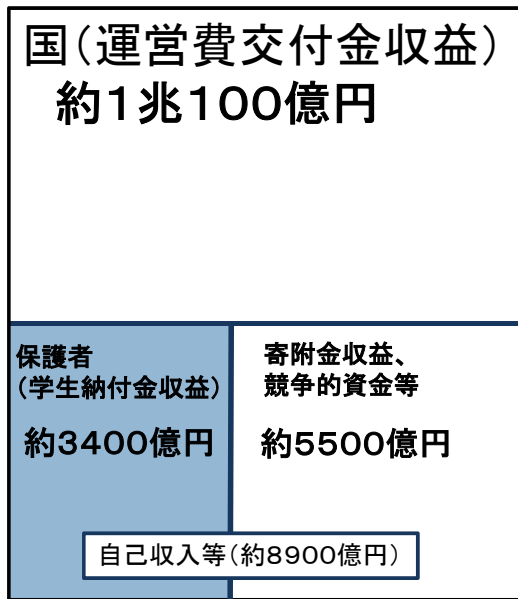 国（運営費交付金収益）
約１兆１００億円
保護者
（学生納付金収益）
約３４００億円
寄附金収益、
競争的資金等
約５５００億円
自己収入等（約8900億円）